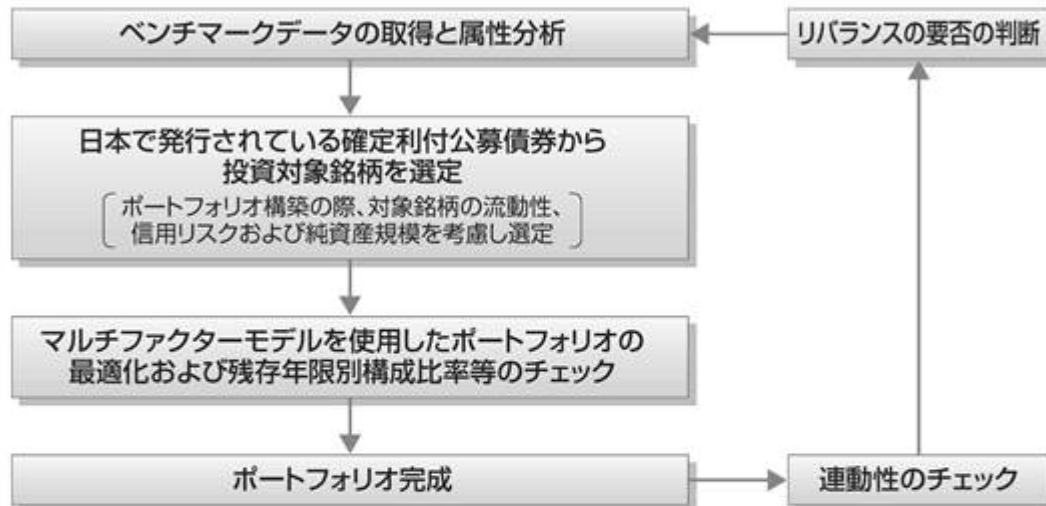 ベンチマークデータの取得と属性分析
リバランスの要否の判断
日本で発行されている確定利付公募債券から
投資対象銘柄を選定
ポートフォリオ構築の際、対象銘柄の流動性、
信用リスクおよび純資産規模を考慮し選定
マルチファクターモデルを使用したポートフォリオの
最適化および残存年限別構成比率等のチェック
ポートフォリオ完成
連動性のチェック